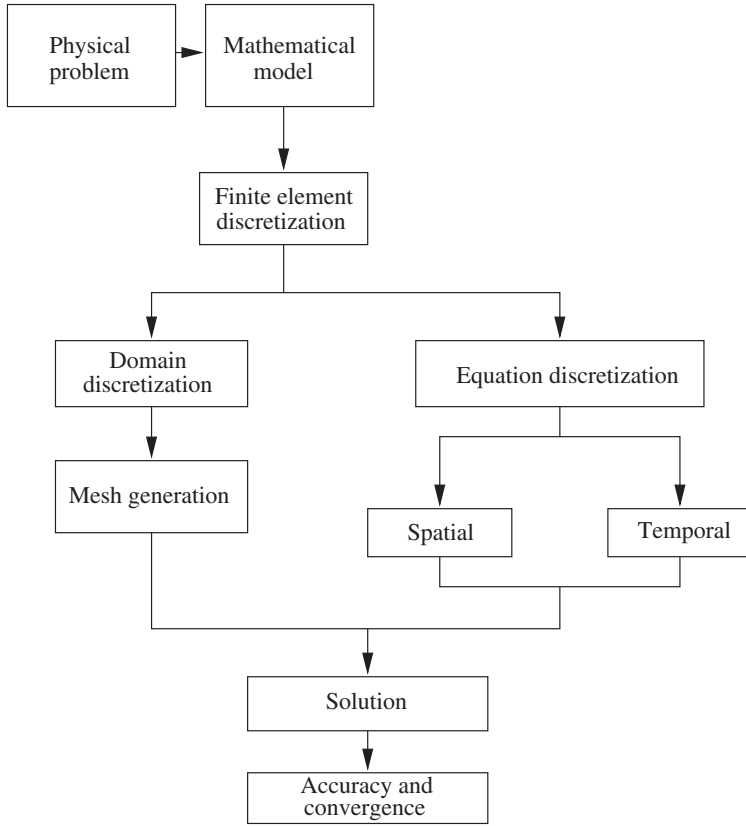 Physical
problem
Mathematical
model
Finite element
discretization
Domain
discretization
Equation discretization
Mesh generation
Spatial
Temporal
Solution
Accuracy and
convergence